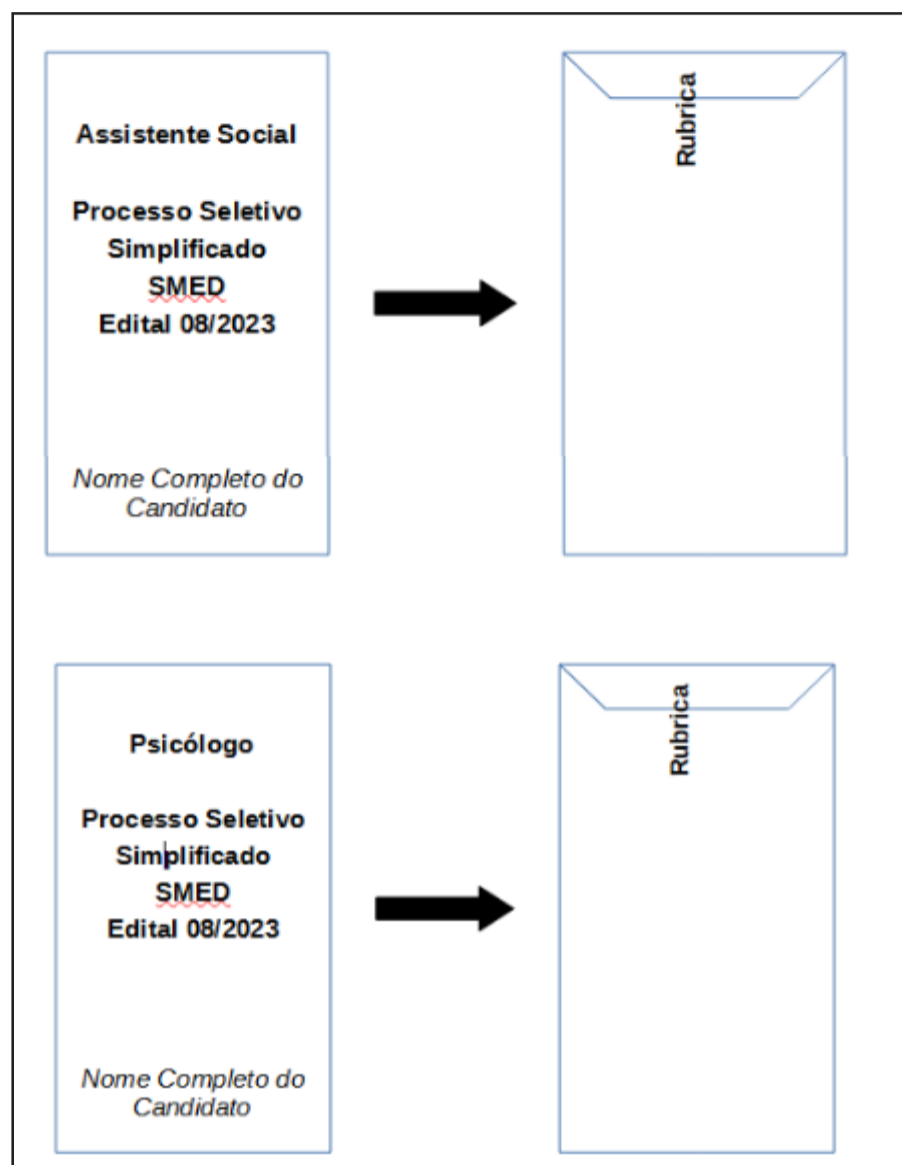 Assistente Social
Processo Seletivo
Simplificado
SMED
Edital 08/2023
Nome Completo do
Candidato
Rubrica
Psicólogo
Processo Seletivo
Simplificado
SMED
Edital 08/2023
Nome Completo do
Candidato
Rubrica